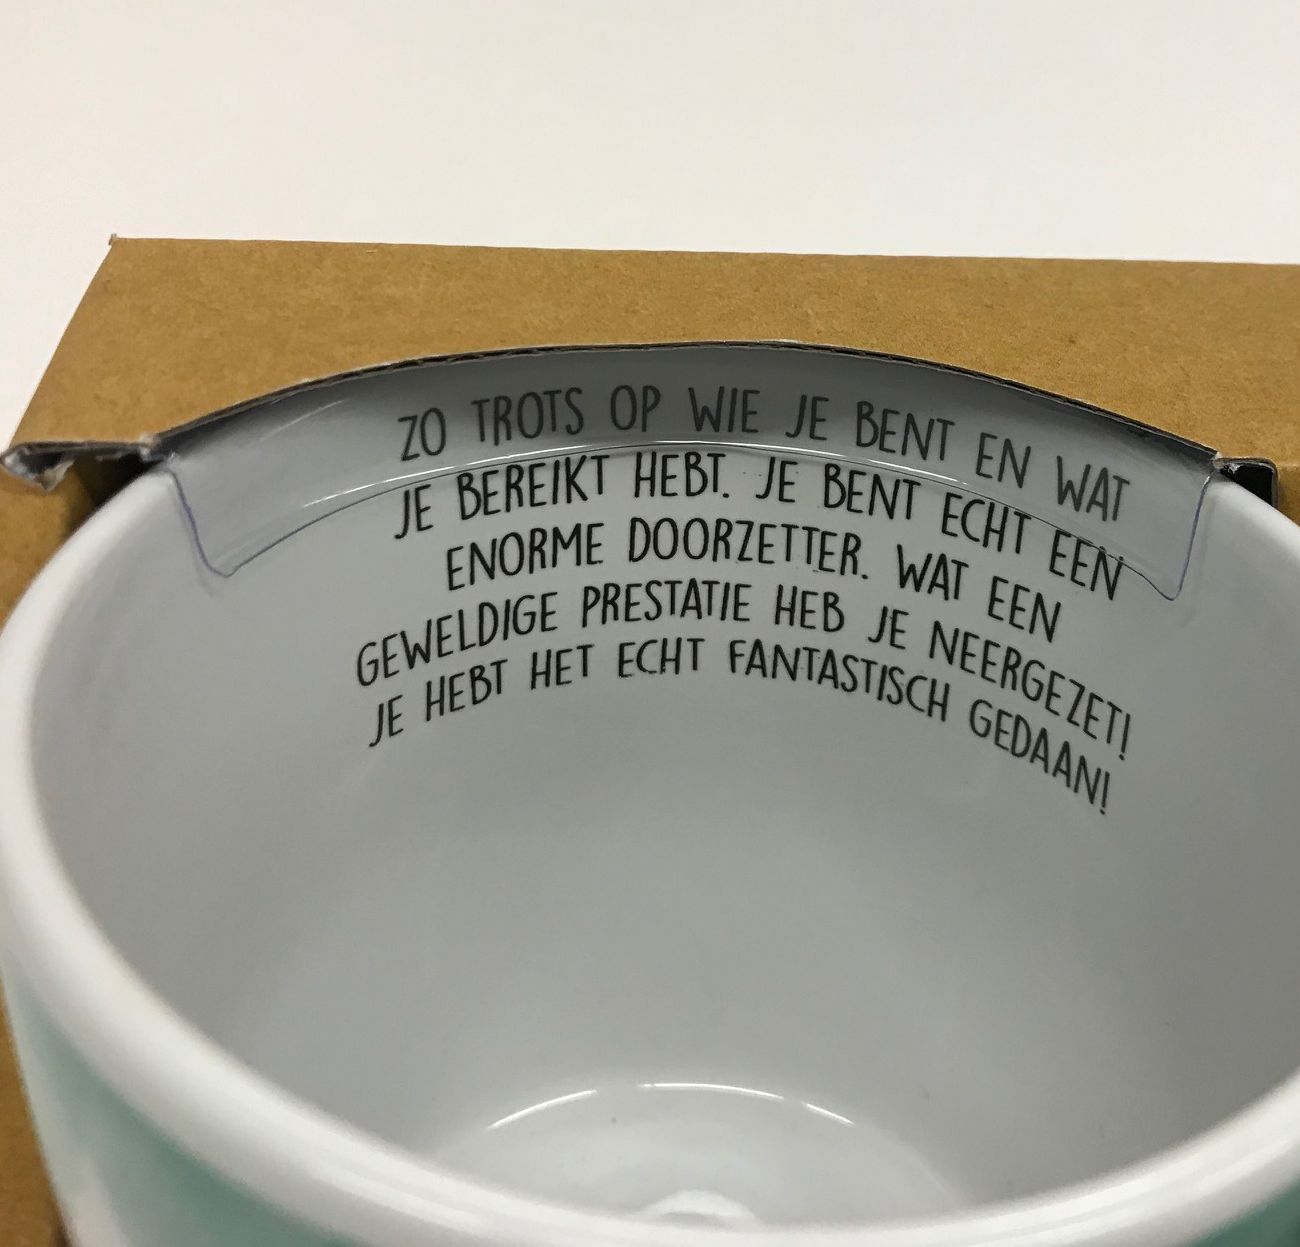 ZO TROTS OP WIE JE BENT EN WAT
JE BEREIKT HEBT. JE BENT ECHT EEN
ENORME DOORZETTER. WAT EEN
GEWELDIGE PRESTATIE HEB JE NEERGEZET!
JE HEBT HET ECHT FANTASTISCH GEDAAN!